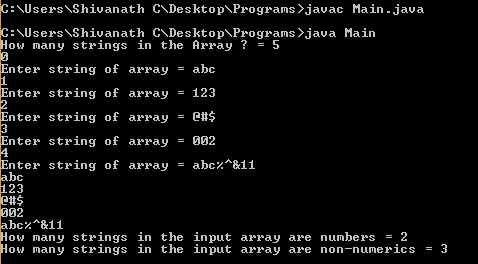 C:\Users\Shivanath C\Desktop\Programs>javac Main.java
C:\Users\Shivanath C\Desktop\Programs>java Main
How many strings in the Array ? = 5
0
Enter string of array = abc
1
Enter string of array = 123
2
Enter string of array = @#$
3
Enter string of array = 002
4
Enter string of array = abc%^&11
abc
123
@#$
002
abc%^&11
How many strings in the input array are numbers = 2
How many strings in the input array are non-numerics = 3